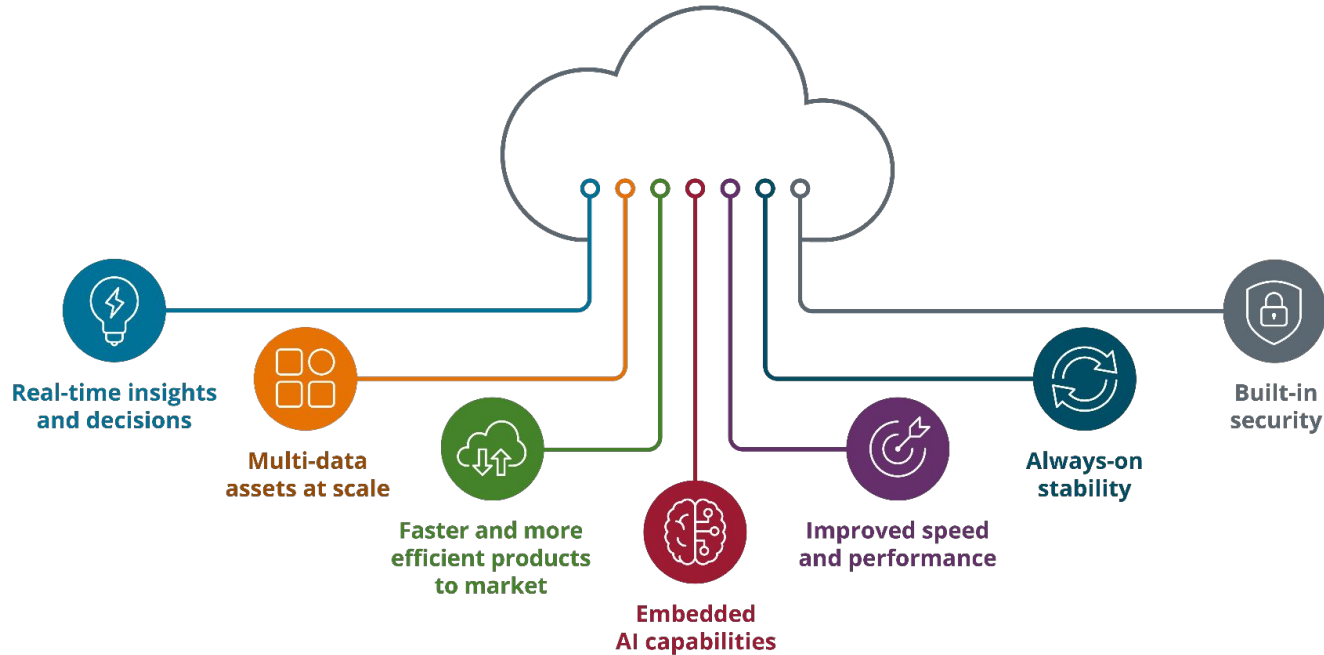 Real-time insights
and decisions
Multi-data
assets at scale
Faster and more
efficient products
to market
Embedded
AI capabilities
Improved speed
and performance
Always-on
stability
Built-in
security